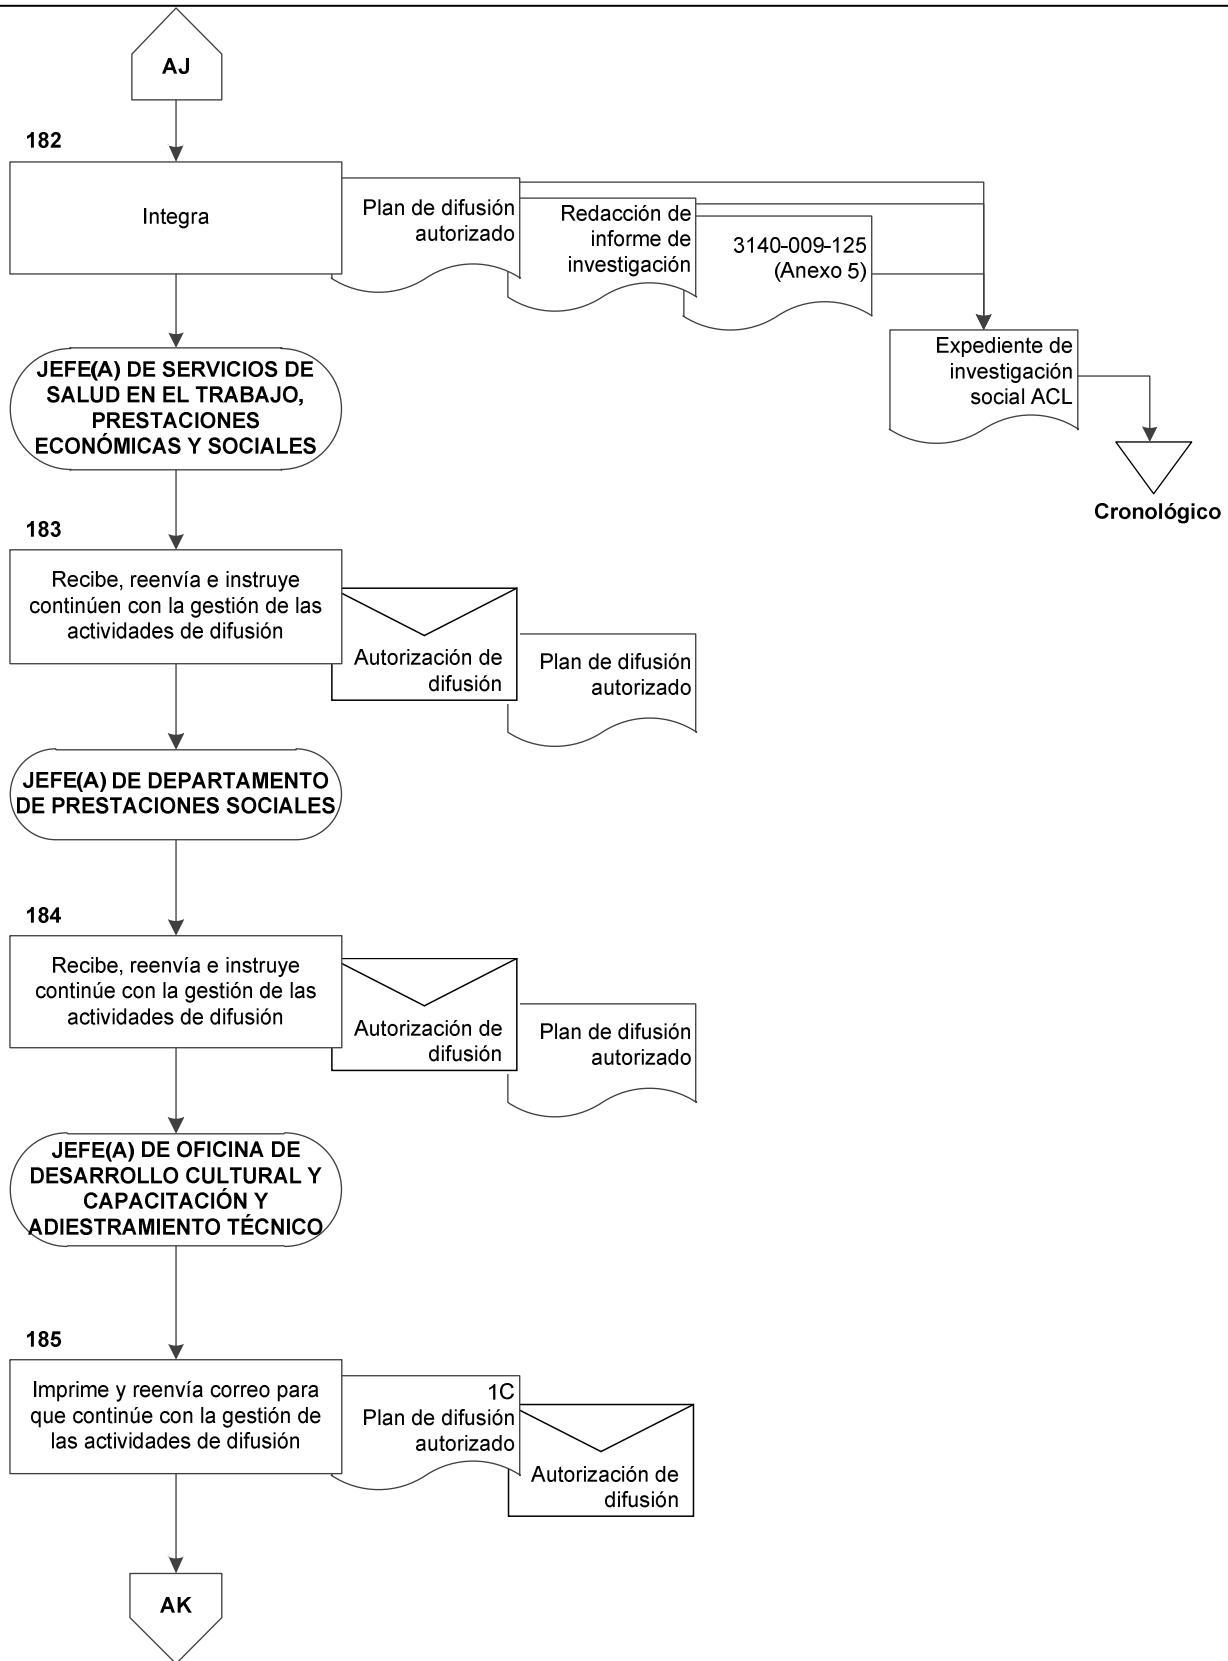 AJ
182
Integra
Plan de difusión
autorizado
Redacción de
informe de
investigación
3140-009-125
(Anexo 5)
Expediente de
investigación
social ACL
Cronológico
JEFE(A) DE SERVICIOS DE
SALUD EN EL TRABAJO,
PRESTACIONES
ECONÓMICAS Y SOCIALES
183
Recibe, reenvía e instruye
continúen con la gestión de las
actividades de difusión
Autorización de
difusión
Plan de difusión
autorizado
JEFE(A) DE DEPARTAMENTO
DE PRESTACIONES SOCIALES
184
Recibe, reenvía e instruye
continúe con la gestión de las
actividades de difusión
Autorización de
difusión
Plan de difusión
autorizado
JEFE(A) DE OFICINA DE
DESARROLLO CULTURAL Y
CAPACITACIÓN Y
ADIESTRAMIENTO TÉCNICO
185
Imprime y reenvía correo para
que continúe con la gestión de
las actividades de difusión
1C
Plan de difusión
autorizado
Autorización de
difusión
AK